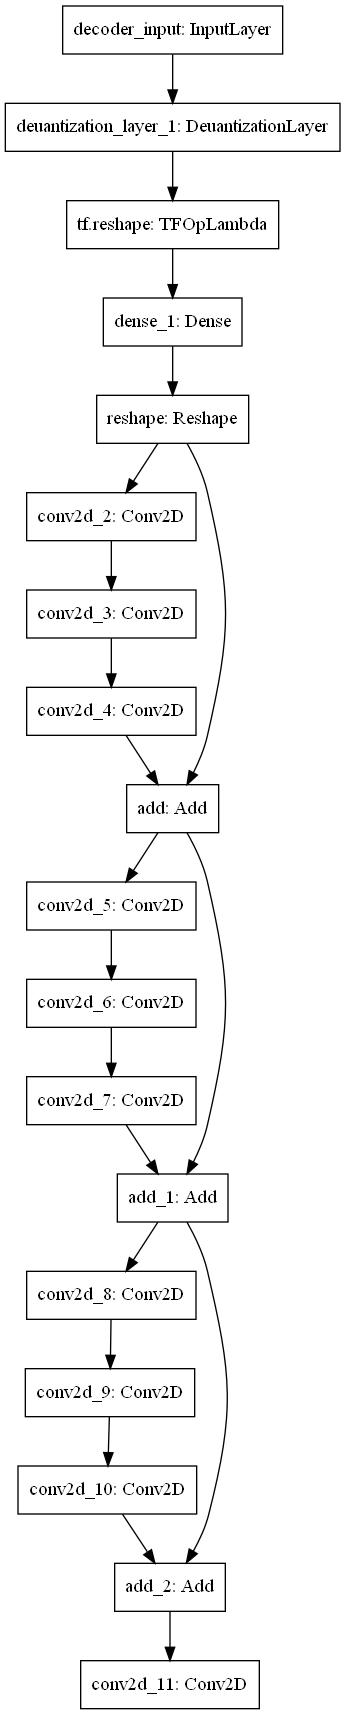 decoder_input: InputLayer
deuantization_layer_1: DeuantizationLayer
tf.reshape: TFOpLambda
dense_1: Dense
reshape: Reshape
conv2d_2: Conv2D
conv2d_3: Conv2D
conv2d_4: Conv2D
add: Add
conv2d_5: Conv2D
conv2d_6: Conv2D
conv2d_7: Conv2D
add_1: Add
conv2d_8: Conv2D
conv2d_9: Conv2D
conv2d_10: Conv2D
add_2: Add
conv2d_11: Conv2D